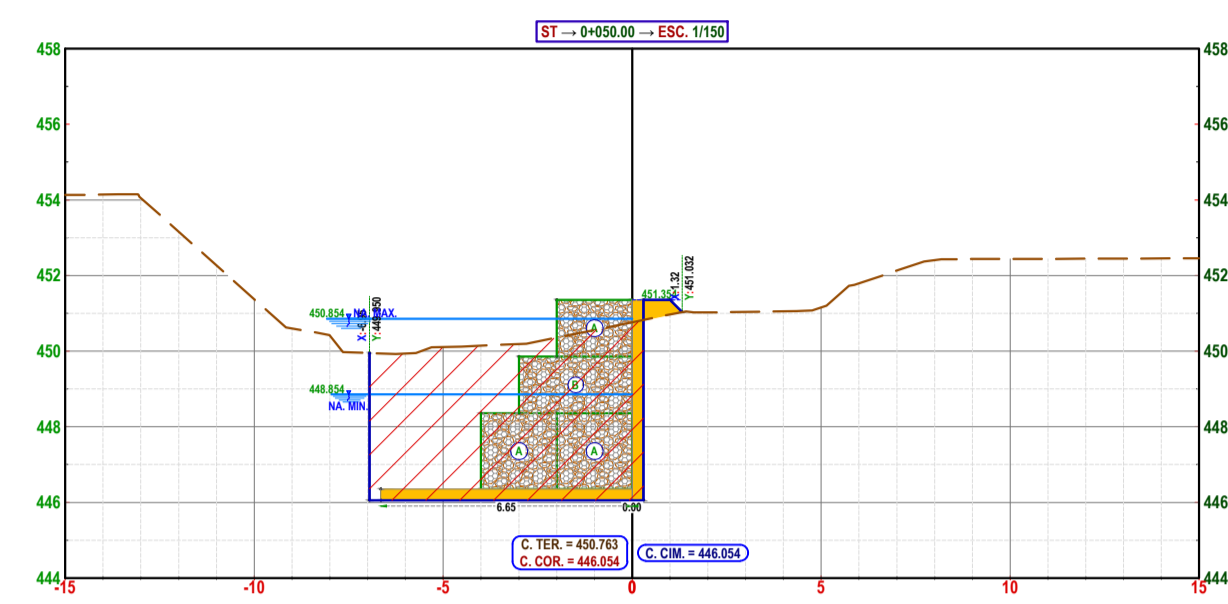 ST → 0+050.00 → ESC. 1/150
458
458
456
456
454
454
452
452
451.354
X:1.32
Y:451.032
450.854
NA. MAX.
450
450
A
B
448.854
NA. MIN.
448
448
A
A
446
446
6.65
0.00
C. TER. = 450.763
C. COR. = 446.054
C. CIM. = 446.054
444
444
-15
-10
-5
0
5
10
15